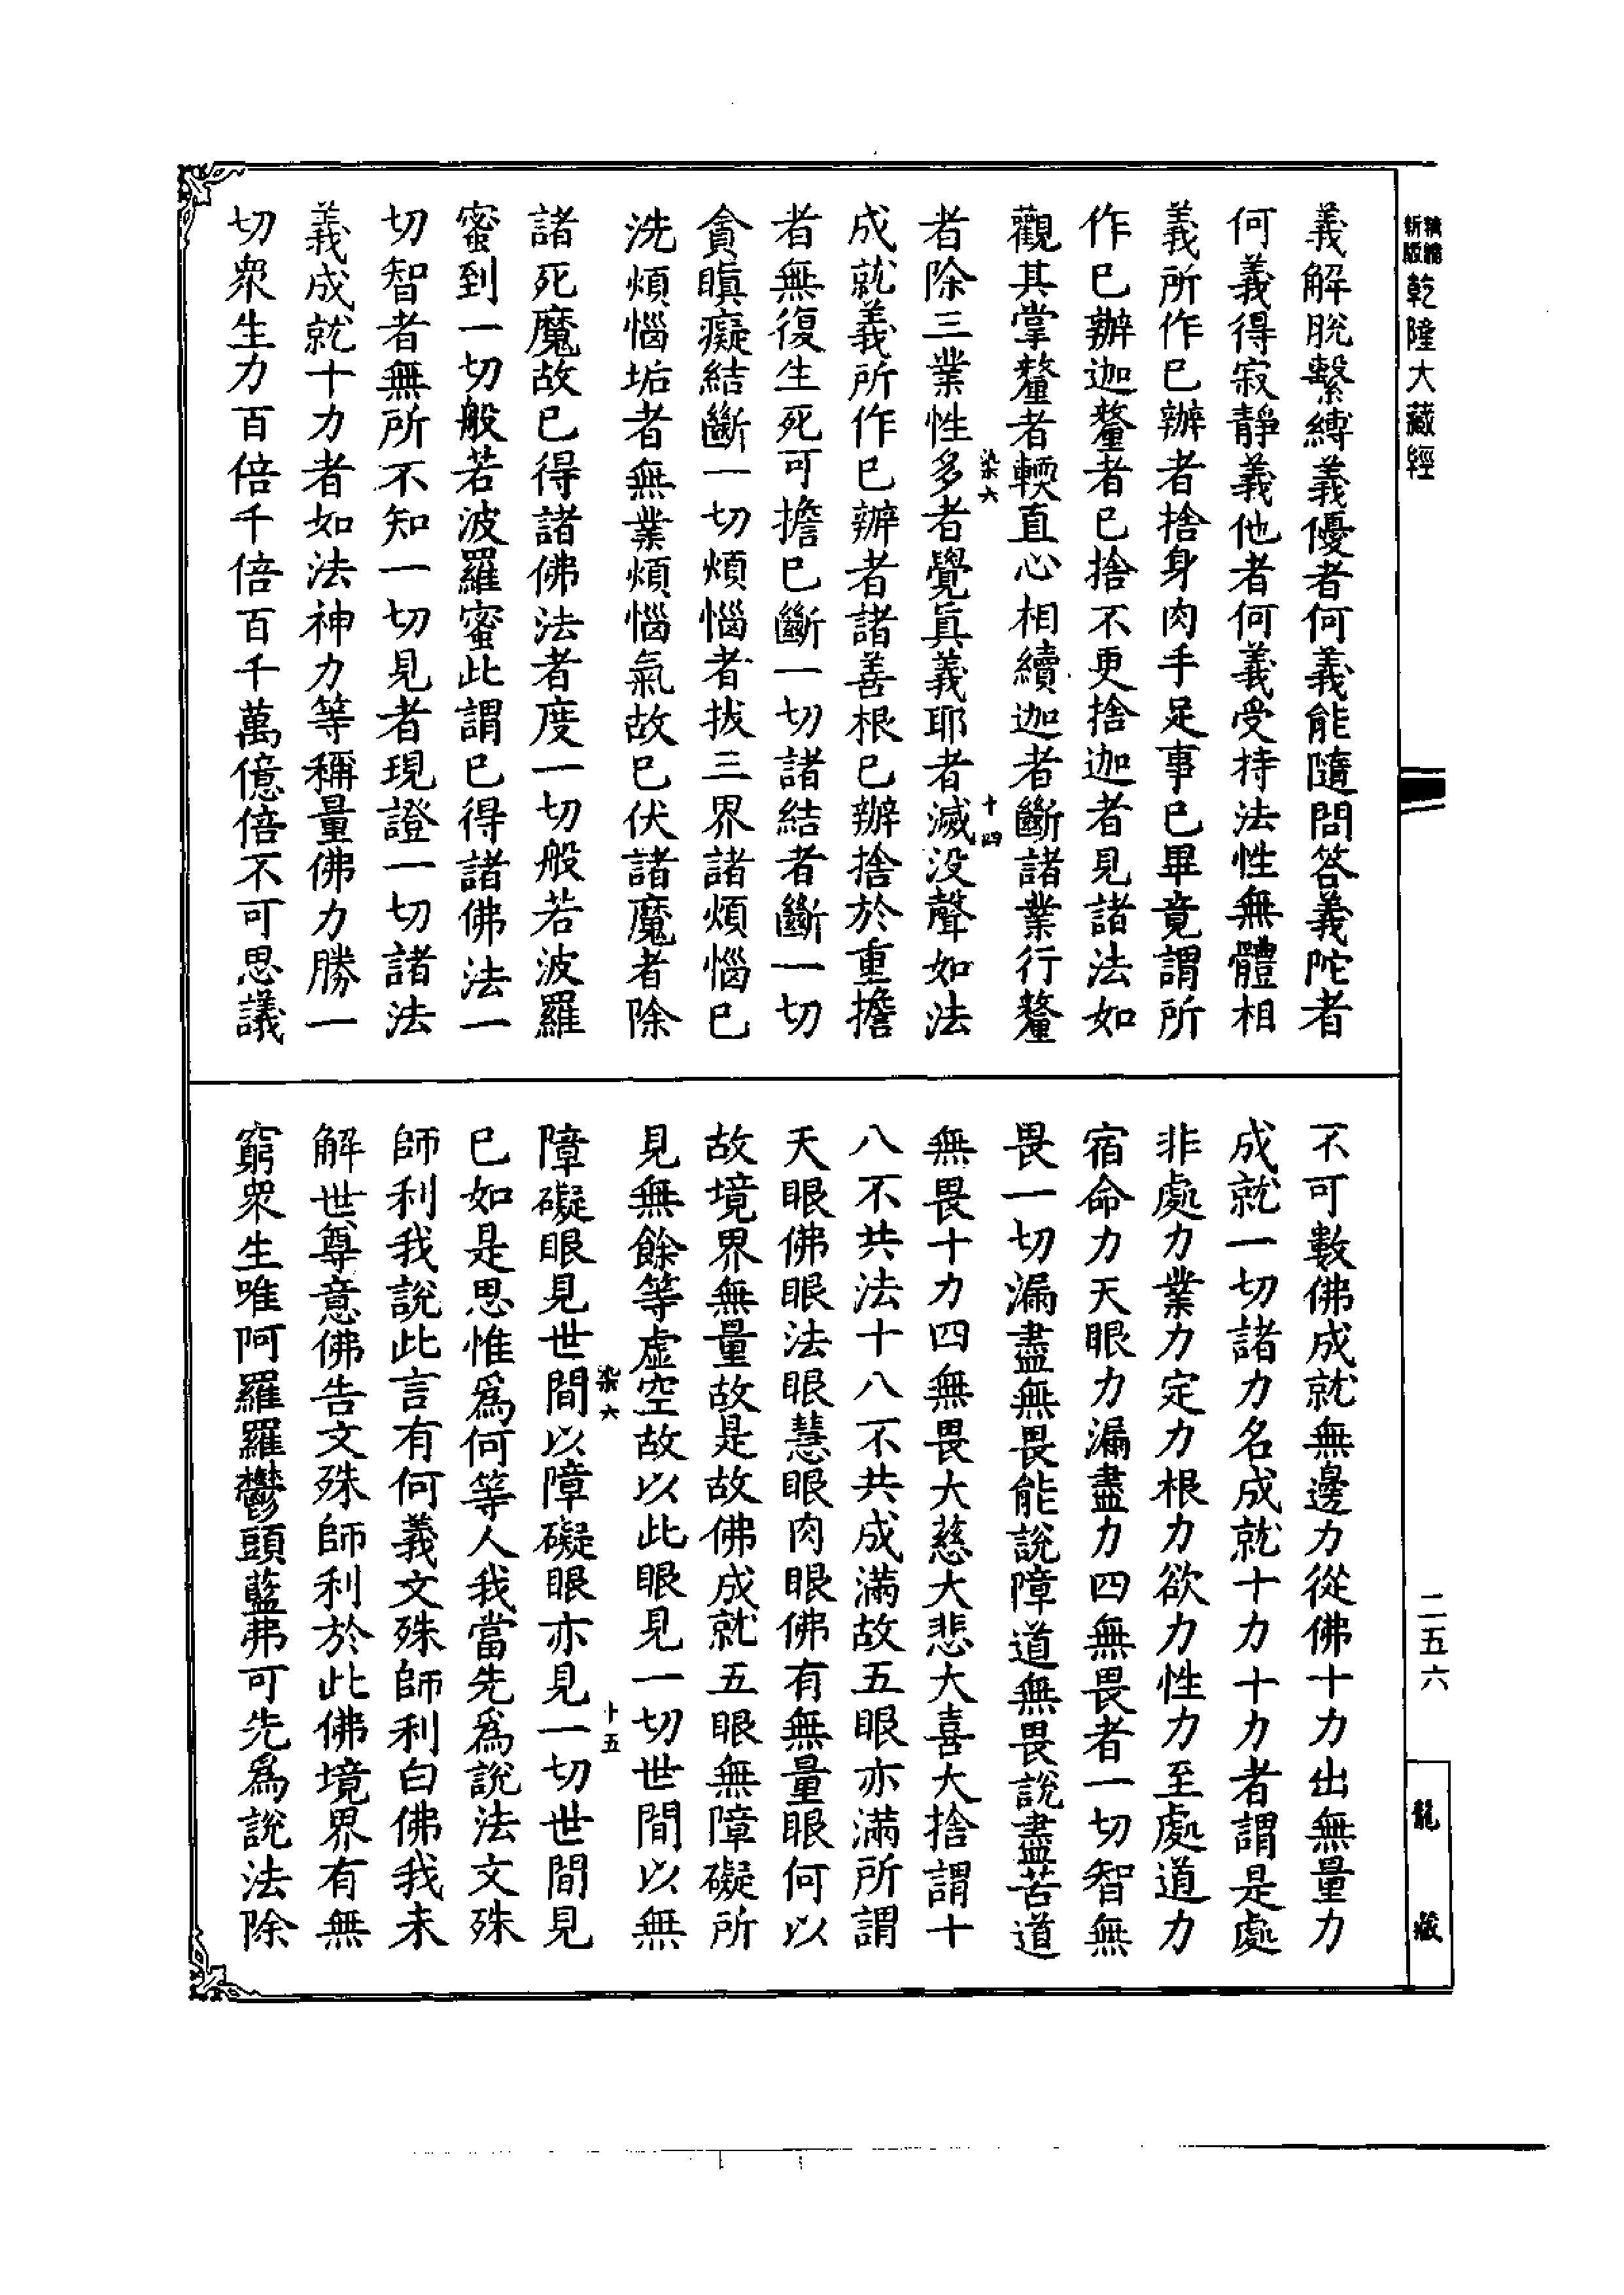 新版
精體
乾隆大藏經
二五六
龍藏
義解脫繫縛義優者何義能隨問答義陀者
何義得寂靜義他者何義受持法性無體相
義所作已辦者捨身肉手足事已畢竟謂所
作已辦迦䥫者已捨不更捨迦者見諸法如
觀其掌䥫者輭直心相續迦者斷諸業行䥫
者除三業性多者覺眞義耶者滅没聲如法
染六
十四
成就義所作已辦者諸善根已辦捨於重擔
者無復生死可擔已斷一切諸結者斷一切
貪瞋癡結斷一切煩惱者拔三界諸煩惱已
洗煩惱垢者無業煩惱氣故已伏諸魔者除
諸死魔故已得諸佛法者度一切般若波羅
蜜到一切般若波羅蜜此謂已得諸佛法一
切智者無所不知一切見者現證一切諸法
義成就十力者如法神力等稱量佛力勝一
切衆生力百倍千倍百千萬億倍不可思議
不可數佛成就無邊力從佛十力出無量力
成就一切諸力名成就十力十力者謂是處
非處力業力定力根力欲力性力至處道力
宿命力天眼力漏盡力四無畏者一切智無
畏一切漏盡無畏能說障道無畏說盡苦道
無畏十力四無畏大慈大悲大喜大捨謂十
八不共法十八不共成滿故五眼亦滿所謂
天眼佛眼法眼慧眼肉眼佛有無量眼何以
故境界無量故是故佛成就五眼無障礙所
見無餘等虛空故以此眼見一切世間以無
障礙眼見世間以障礙眼亦見一切世間見
染六
十五
已如是思惟爲何等人我當先爲說法文殊
師利我說此言有何義文殊師利白佛我未
解世尊意佛告文殊師利於此佛境界有無
窮衆生唯阿羅羅鬱頭藍弗可先爲說法除